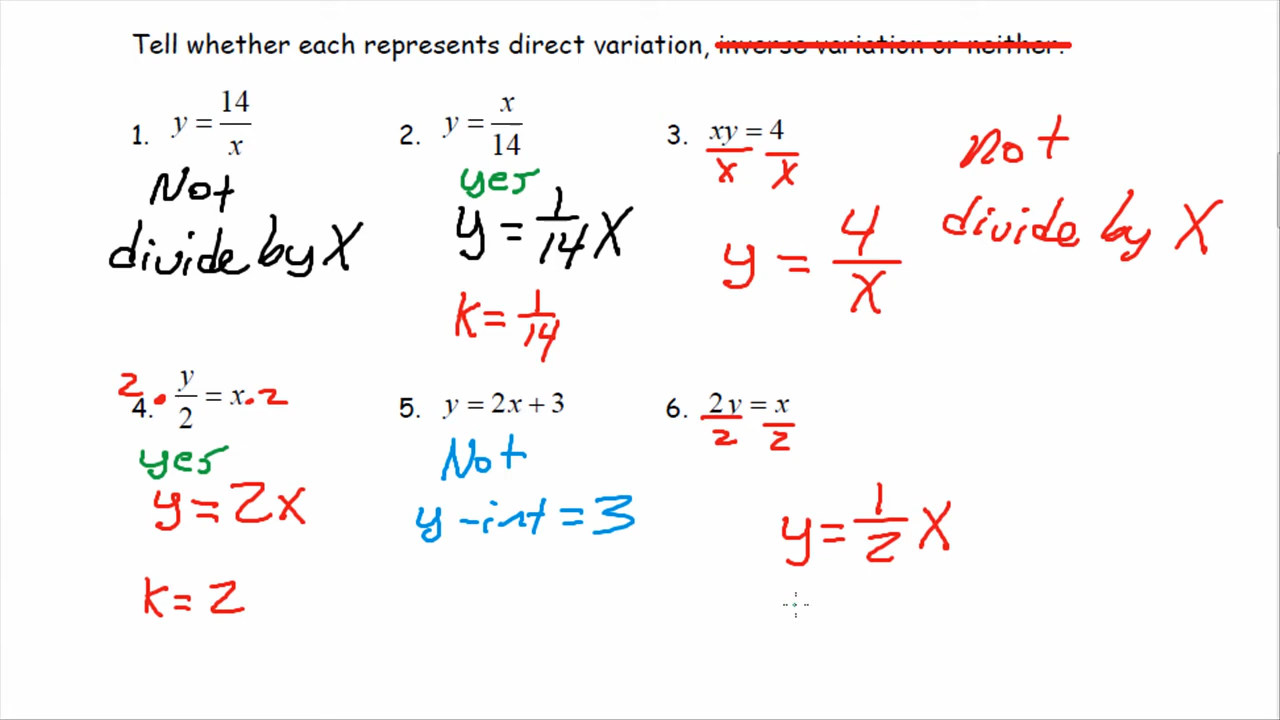 Tell whether each represents direct variation, inverse variation or neither.
1. y = 14/x
Not
divide by X
2. y = x/14
yes
y = 1/14 X
k = 1/14
3. xy = 4
x x
y = 4/x
Not
divide by X
4. 2 • y/2 = x • 2
yes
y = 2x
k = 2
5. y = 2x + 3
Not
y-int = 3
6. 2y = x
2 2
y = 1/2 X